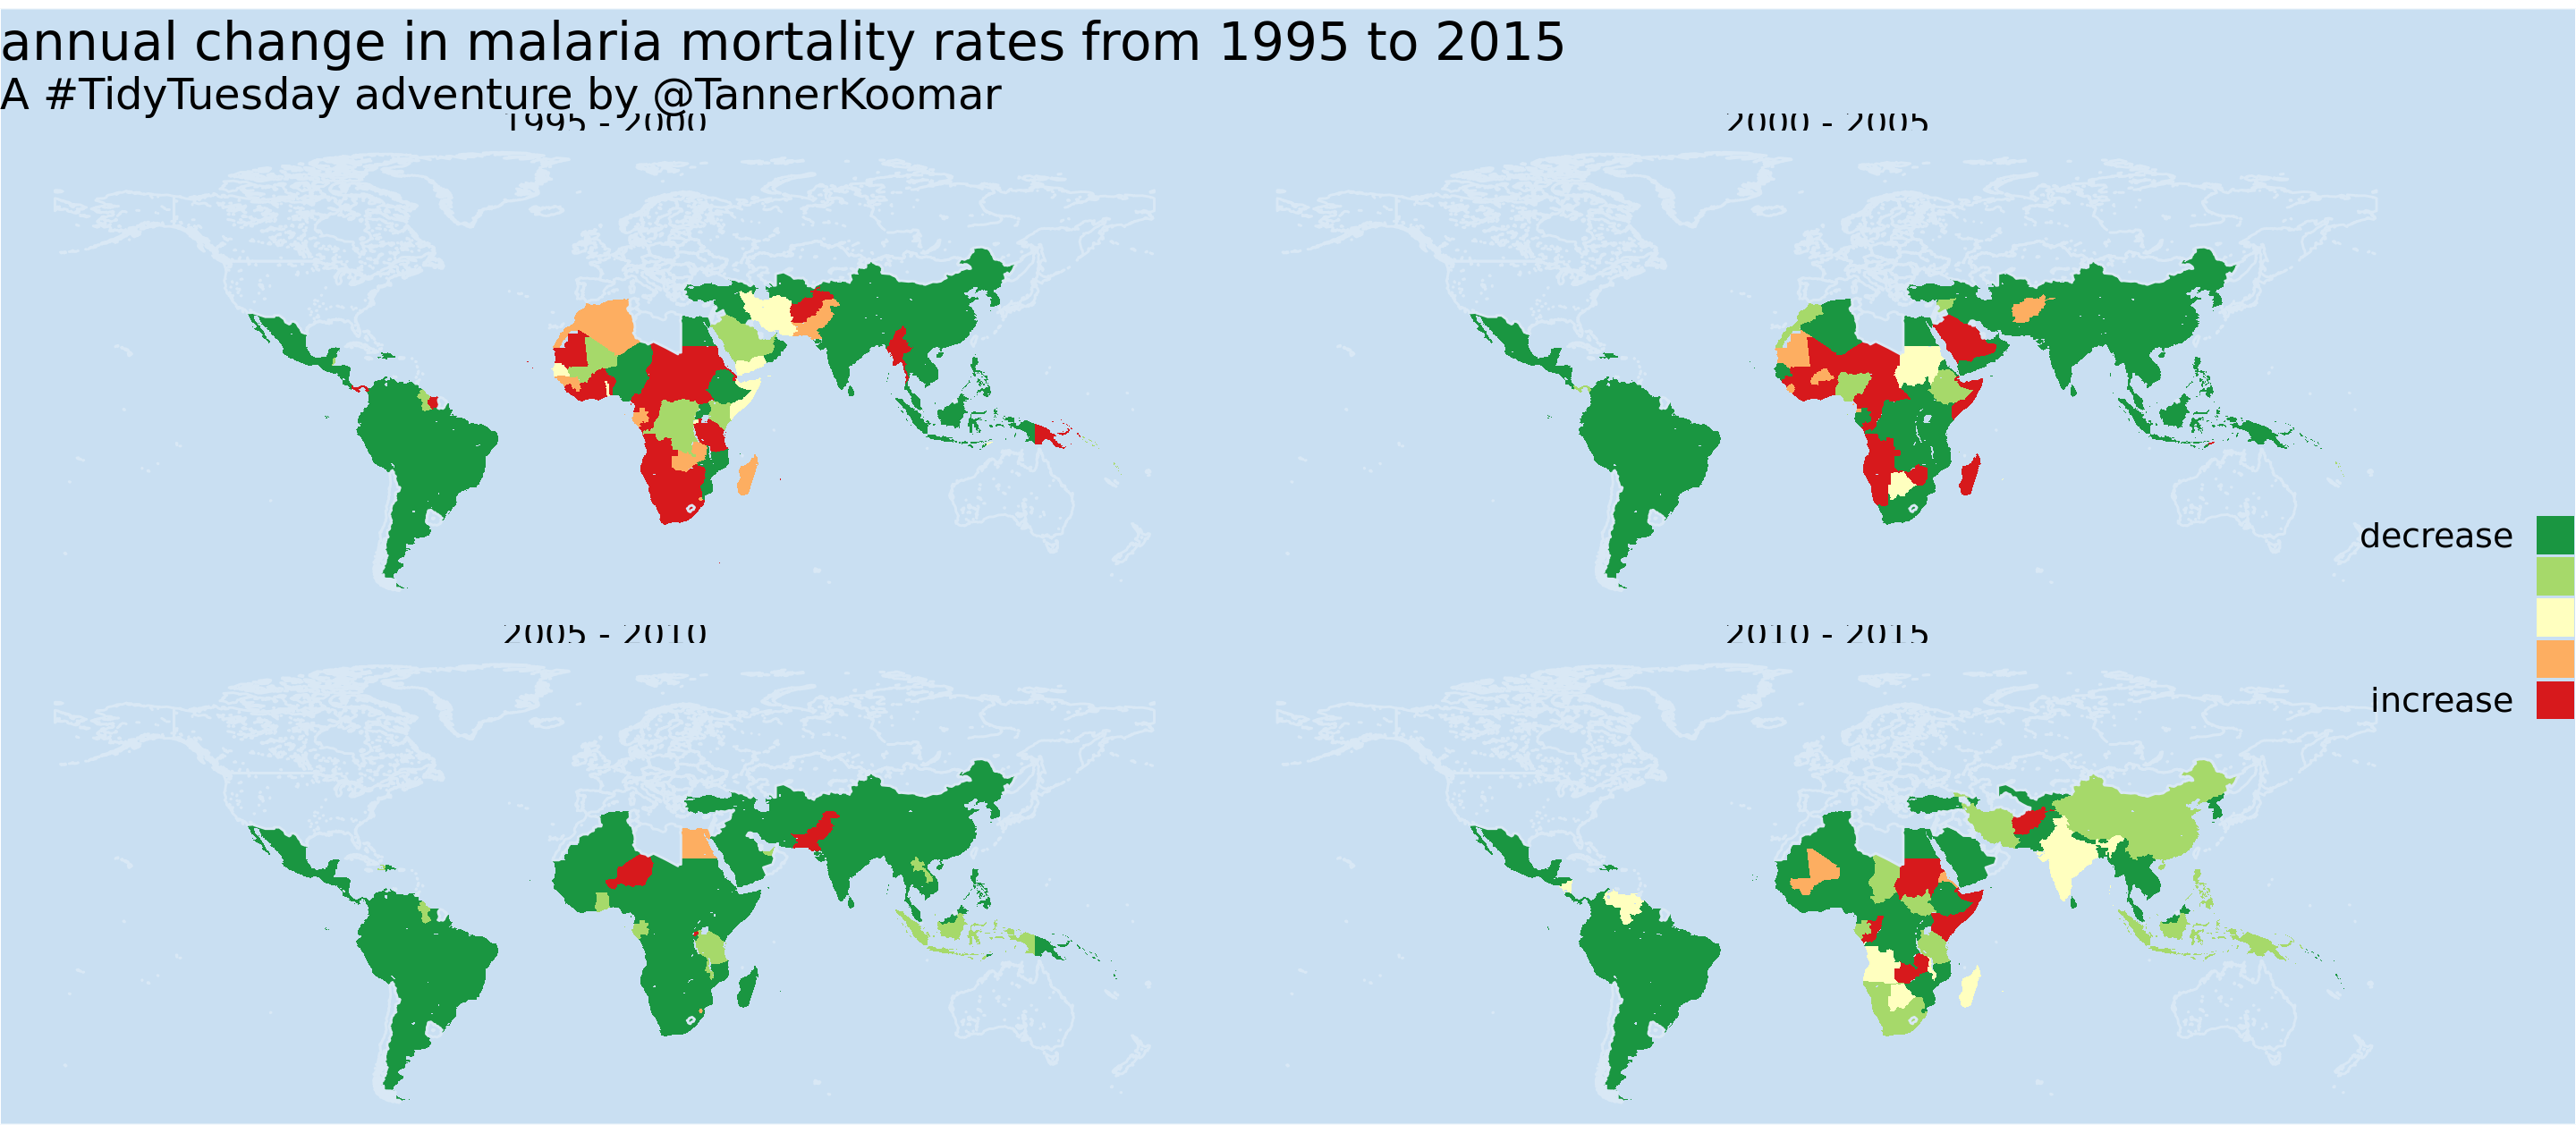 annual change in malaria mortality rates from 1995 to 2015
A #TidyTuesday adventure by @TannerKoomar
1995 - 2000
2000 - 2005
decrease
increase
2005 - 2010
2010 - 2015